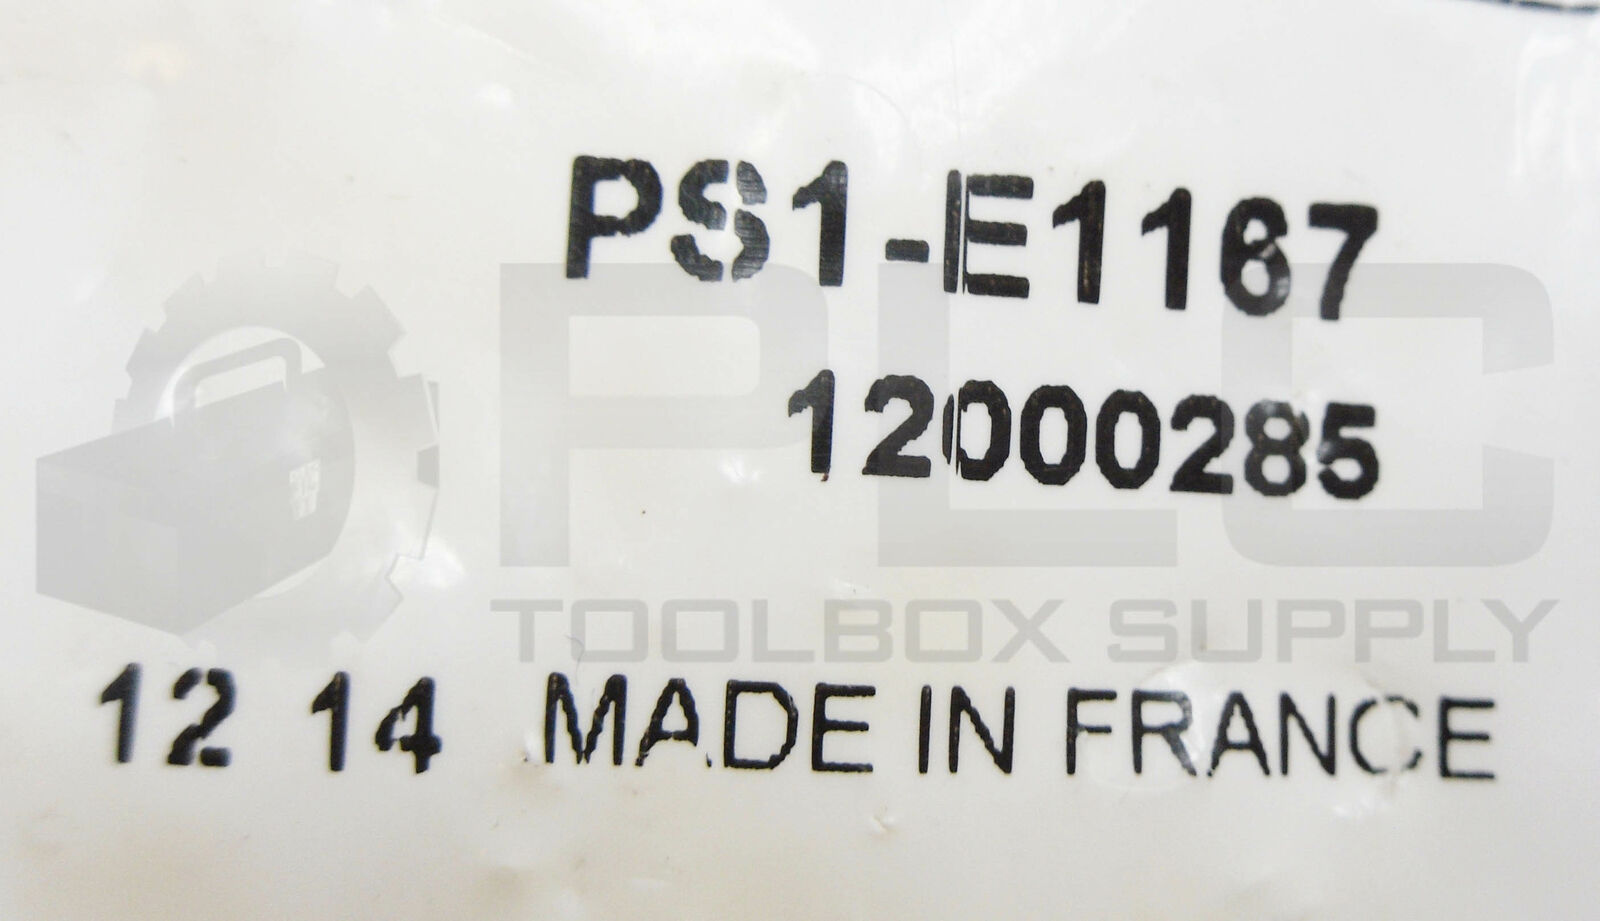 PS1-E1167
12000285
PLC
TOOLBOX SUPPLY
12 14 MADE IN FRANCE